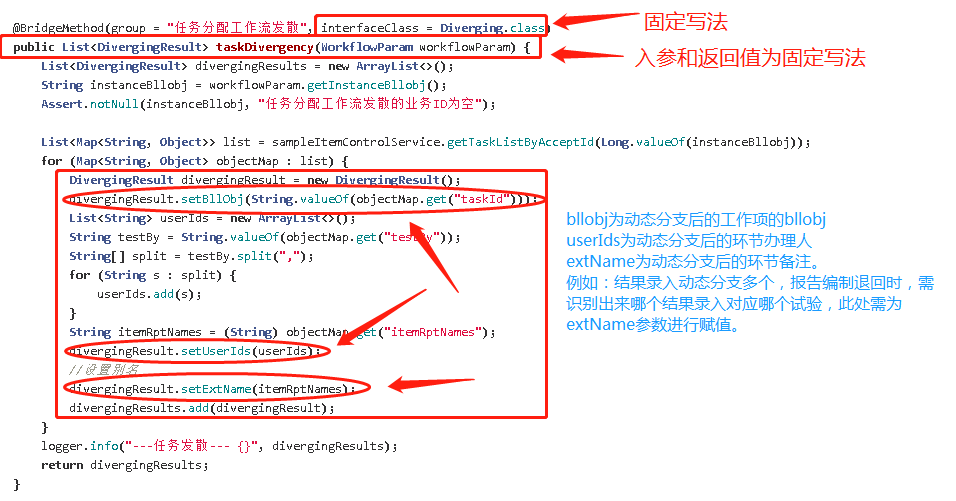 @BridgeMethod(group = "任务分配工作流发散", interfaceClass = Diverging.class)
固定写法
public List<DivergingResult> taskDivergency(WorkflowParam workflowParam) {
入参和返回值为固定写法
List<DivergingResult> divergingResults = new ArrayList<>();
String instanceBllobj = workflowParam.getInstanceBllobj();
Assert.notNull(instanceBllobj, "任务分配工作流发散的业务ID为空");
List<Map<String, Object>> list = sampleItemControlService.getTaskListByAcceptId(Long.valueOf(instanceBllobj));
for (Map<String, Object> objectMap : list) {
DivergingResult divergingResult = new DivergingResult();
divergingResult.setBllObj(String.valueOf(objectMap.get("taskId")));
List<String> userIds = new ArrayList<>();
String testBy = String.valueOf(objectMap.get("testBy"));
String[] split = testBy.split(",");
for (String s : split) {
userIds.add(s);
}
String itemRptNames = (String) objectMap.get("itemRptNames");
divergingResult.setUserIds(userIds);
//设置别名
divergingResult.setExtName(itemRptNames);
divergingResults.add(divergingResult);
}
logger.info("---任务发散--- {}", divergingResults);
return divergingResults;
}
bllobj为动态分支后的工作项的bllobj
userIds为动态分支后的环节办理人
extName为动态分支后的环节备注。
例如：结果录入动态分支多个，报告编制退回时，需
识别出来哪个结果录入对应哪个试验，此处需为
extName参数进行赋值。